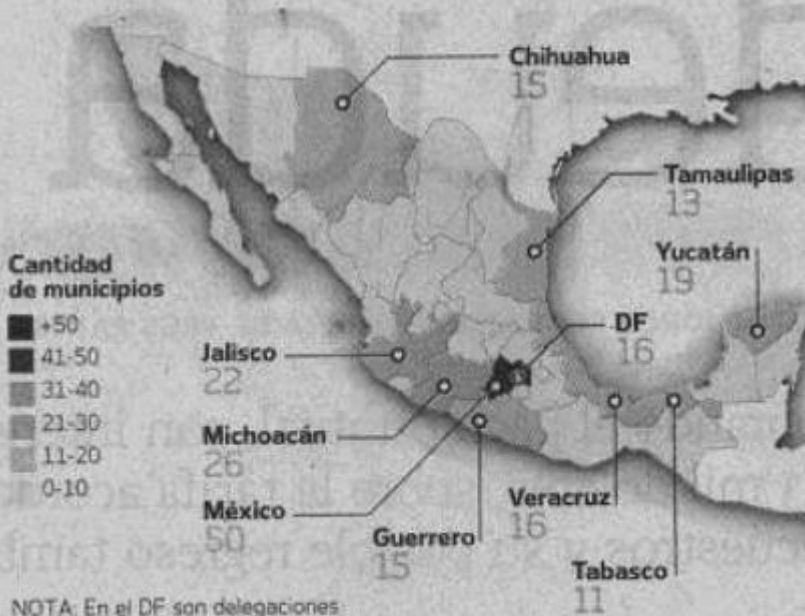 Chihuahua
15
Tamaulipas
13
Yucatán
19
Cantidad
de municipios
+50
41-50
31-40
21-30
11-20
0-10
DF
16
Jalisco
22
Michoacán
26
México
50
Guerrero
15
Veracruz
16
Tabasco
11
NOTA: En el DF son delegaciones